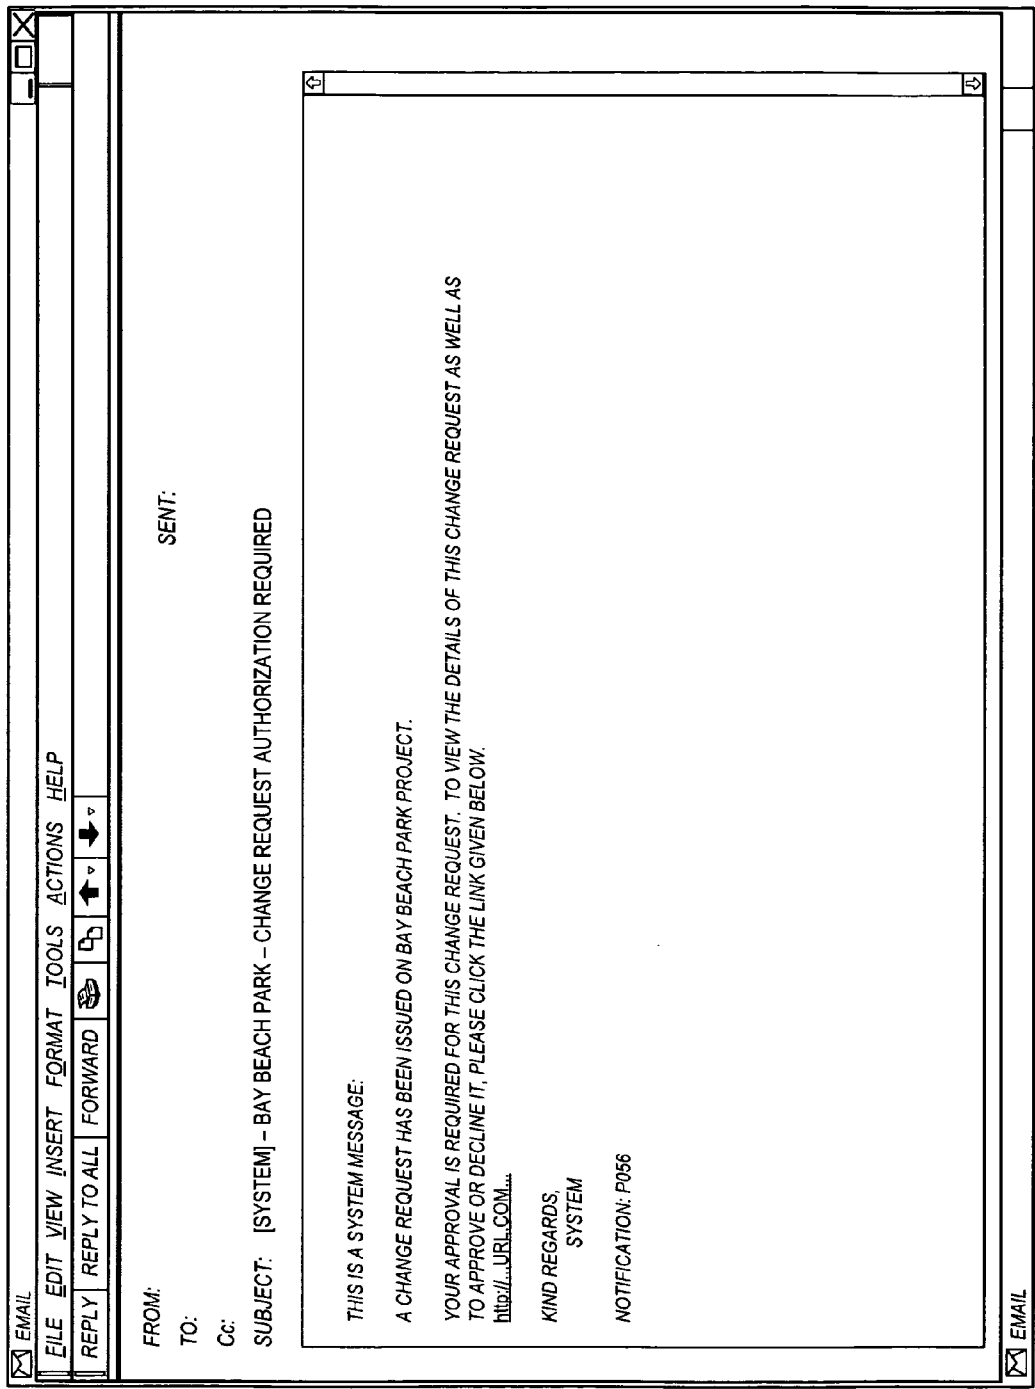 EMAIL
FILE EDIT VIEW INSERT FORMAT TOOLS ACTIONS HELP
REPLY REPLY TO ALL FORWARD
FROM: SENT:
TO:
Cc:
SUBJECT: [SYSTEM] – BAY BEACH PARK – CHANGE REQUEST AUTHORIZATION REQUIRED
THIS IS A SYSTEM MESSAGE:
A CHANGE REQUEST HAS BEEN ISSUED ON BAY BEACH PARK PROJECT.
YOUR APPROVAL IS REQUIRED FOR THIS CHANGE REQUEST. TO VIEW THE DETAILS OF THIS CHANGE REQUEST AS WELL AS
TO APPROVE OR DECLINE IT, PLEASE CLICK THE LINK GIVEN BELOW.
http://...URL.COM...
KIND REGARDS,
SYSTEM
NOTIFICATION: P056
EMAIL